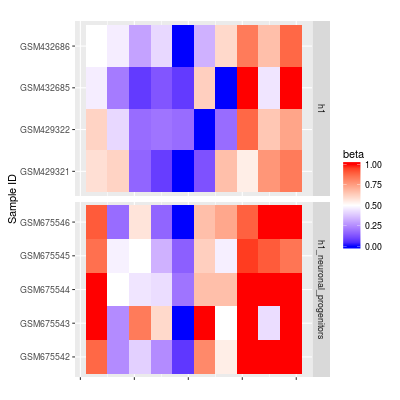 GSM432686
GSM432685
GSM429322
GSM429321
h1
GSM675546
GSM675545
GSM675544
GSM675543
GSM675542
h1_neuronal_progenitors
Sample ID
beta
1.00
0.75
0.50
0.25
0.00